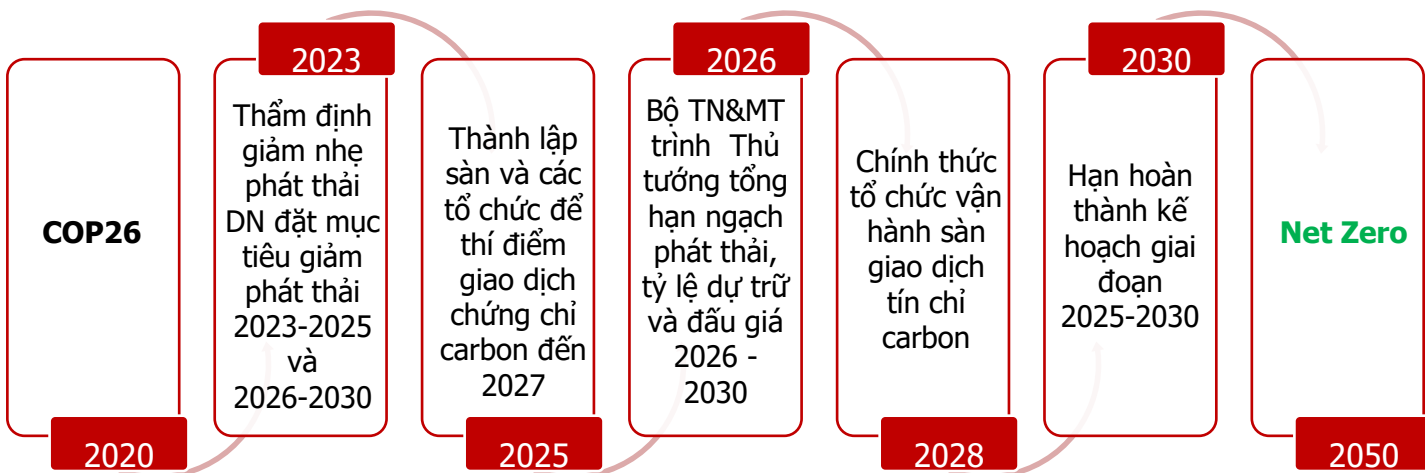 COP26
2020
2023
Thẩm định
giảm nhẹ
phát thải
DN đặt mục
tiêu giảm
phát thải
2023-2025
và
2026-2030
Thành lập
sàn và các
tổ chức để
thí điểm
giao dịch
chứng chỉ
carbon đến
2027
2025
2026
Bộ TN&MT
trình Thủ
tướng tổng
hạn ngạch
phát thải,
tỷ lệ dự trữ
và đấu giá
2026 -
2030
Chính thức
tổ chức vận
hành sàn
giao dịch
tín chỉ
carbon
2028
2030
Hạn hoàn
thành kế
hoạch giai
đoạn
2025-2030
Net Zero
2050